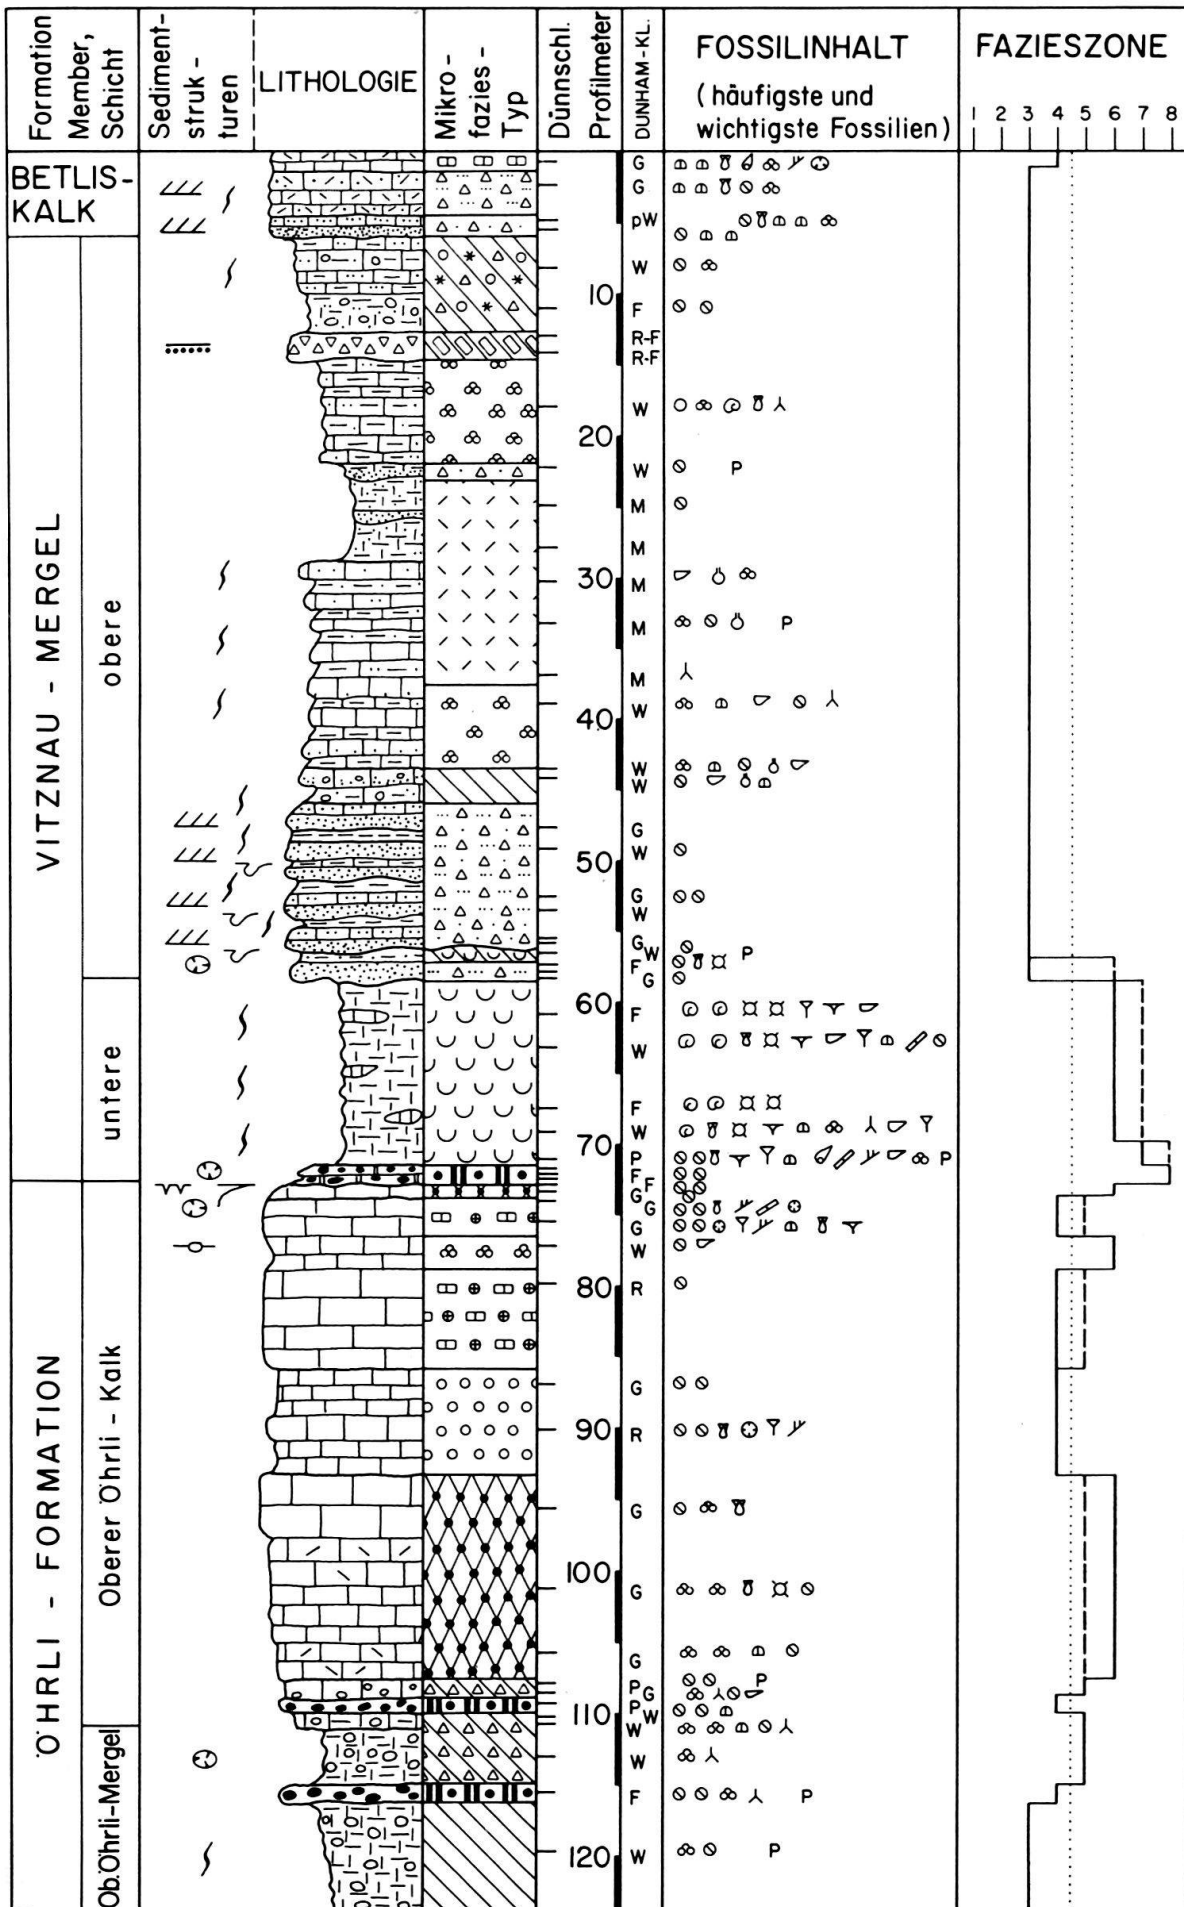 Formation
Member,
Schicht
Sediment-
struk-
turen
LITHOLOGIE
Mikro-
fazies-
Typ
Dünnschl.
Profilmeter
DUNHAM-KL.
FOSSILINHALT
(häufigste und
wichtigste Fossilien)
FAZIESZONE
1 2 3 4 5 6 7 8
BETLIS-
KALK
VITZNAU - MERGEL
obere
untere
ÖHRLI - FORMATION
Oberer Öhrli - Kalk
Ob.Öhrli-Mergel
10
20
30
40
50
60
70
80
90
100
110
120
G
G
pW
W
F
R-F
R-F
W
W P
M
M
M
M P
M
W
W
W
G
W
G
W
G
W P
F
G
F
W
F
W
P P
F
F
G
G
G
W
R
G
R
G
G
G
P P
G
P
W
W
W
F P
W P